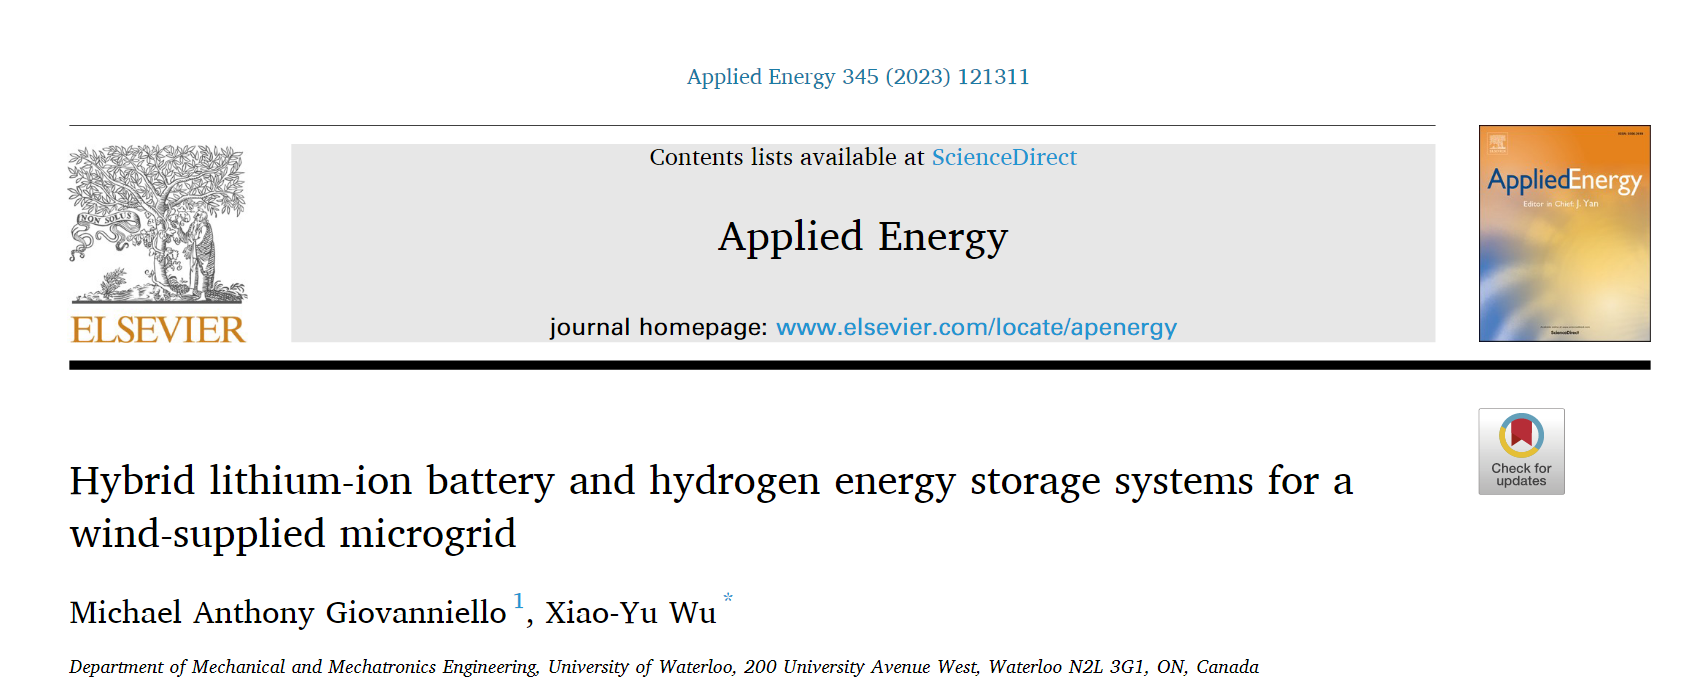 Applied Energy 345 (2023) 121311
Contents lists available at ScienceDirect
Applied Energy
journal homepage: www.elsevier.com/locate/apenergy
NON SOLUS
ELSEVIER
AppliedEnergy
Editor in Chief: J. Yan
ScienceDirect
Check for
updates
Hybrid lithium-ion battery and hydrogen energy storage systems for a
wind-supplied microgrid
Michael Anthony Giovanniello 1, Xiao-Yu Wu *
Department of Mechanical and Mechatronics Engineering, University of Waterloo, 200 University Avenue West, Waterloo N2L 3G1, ON, Canada